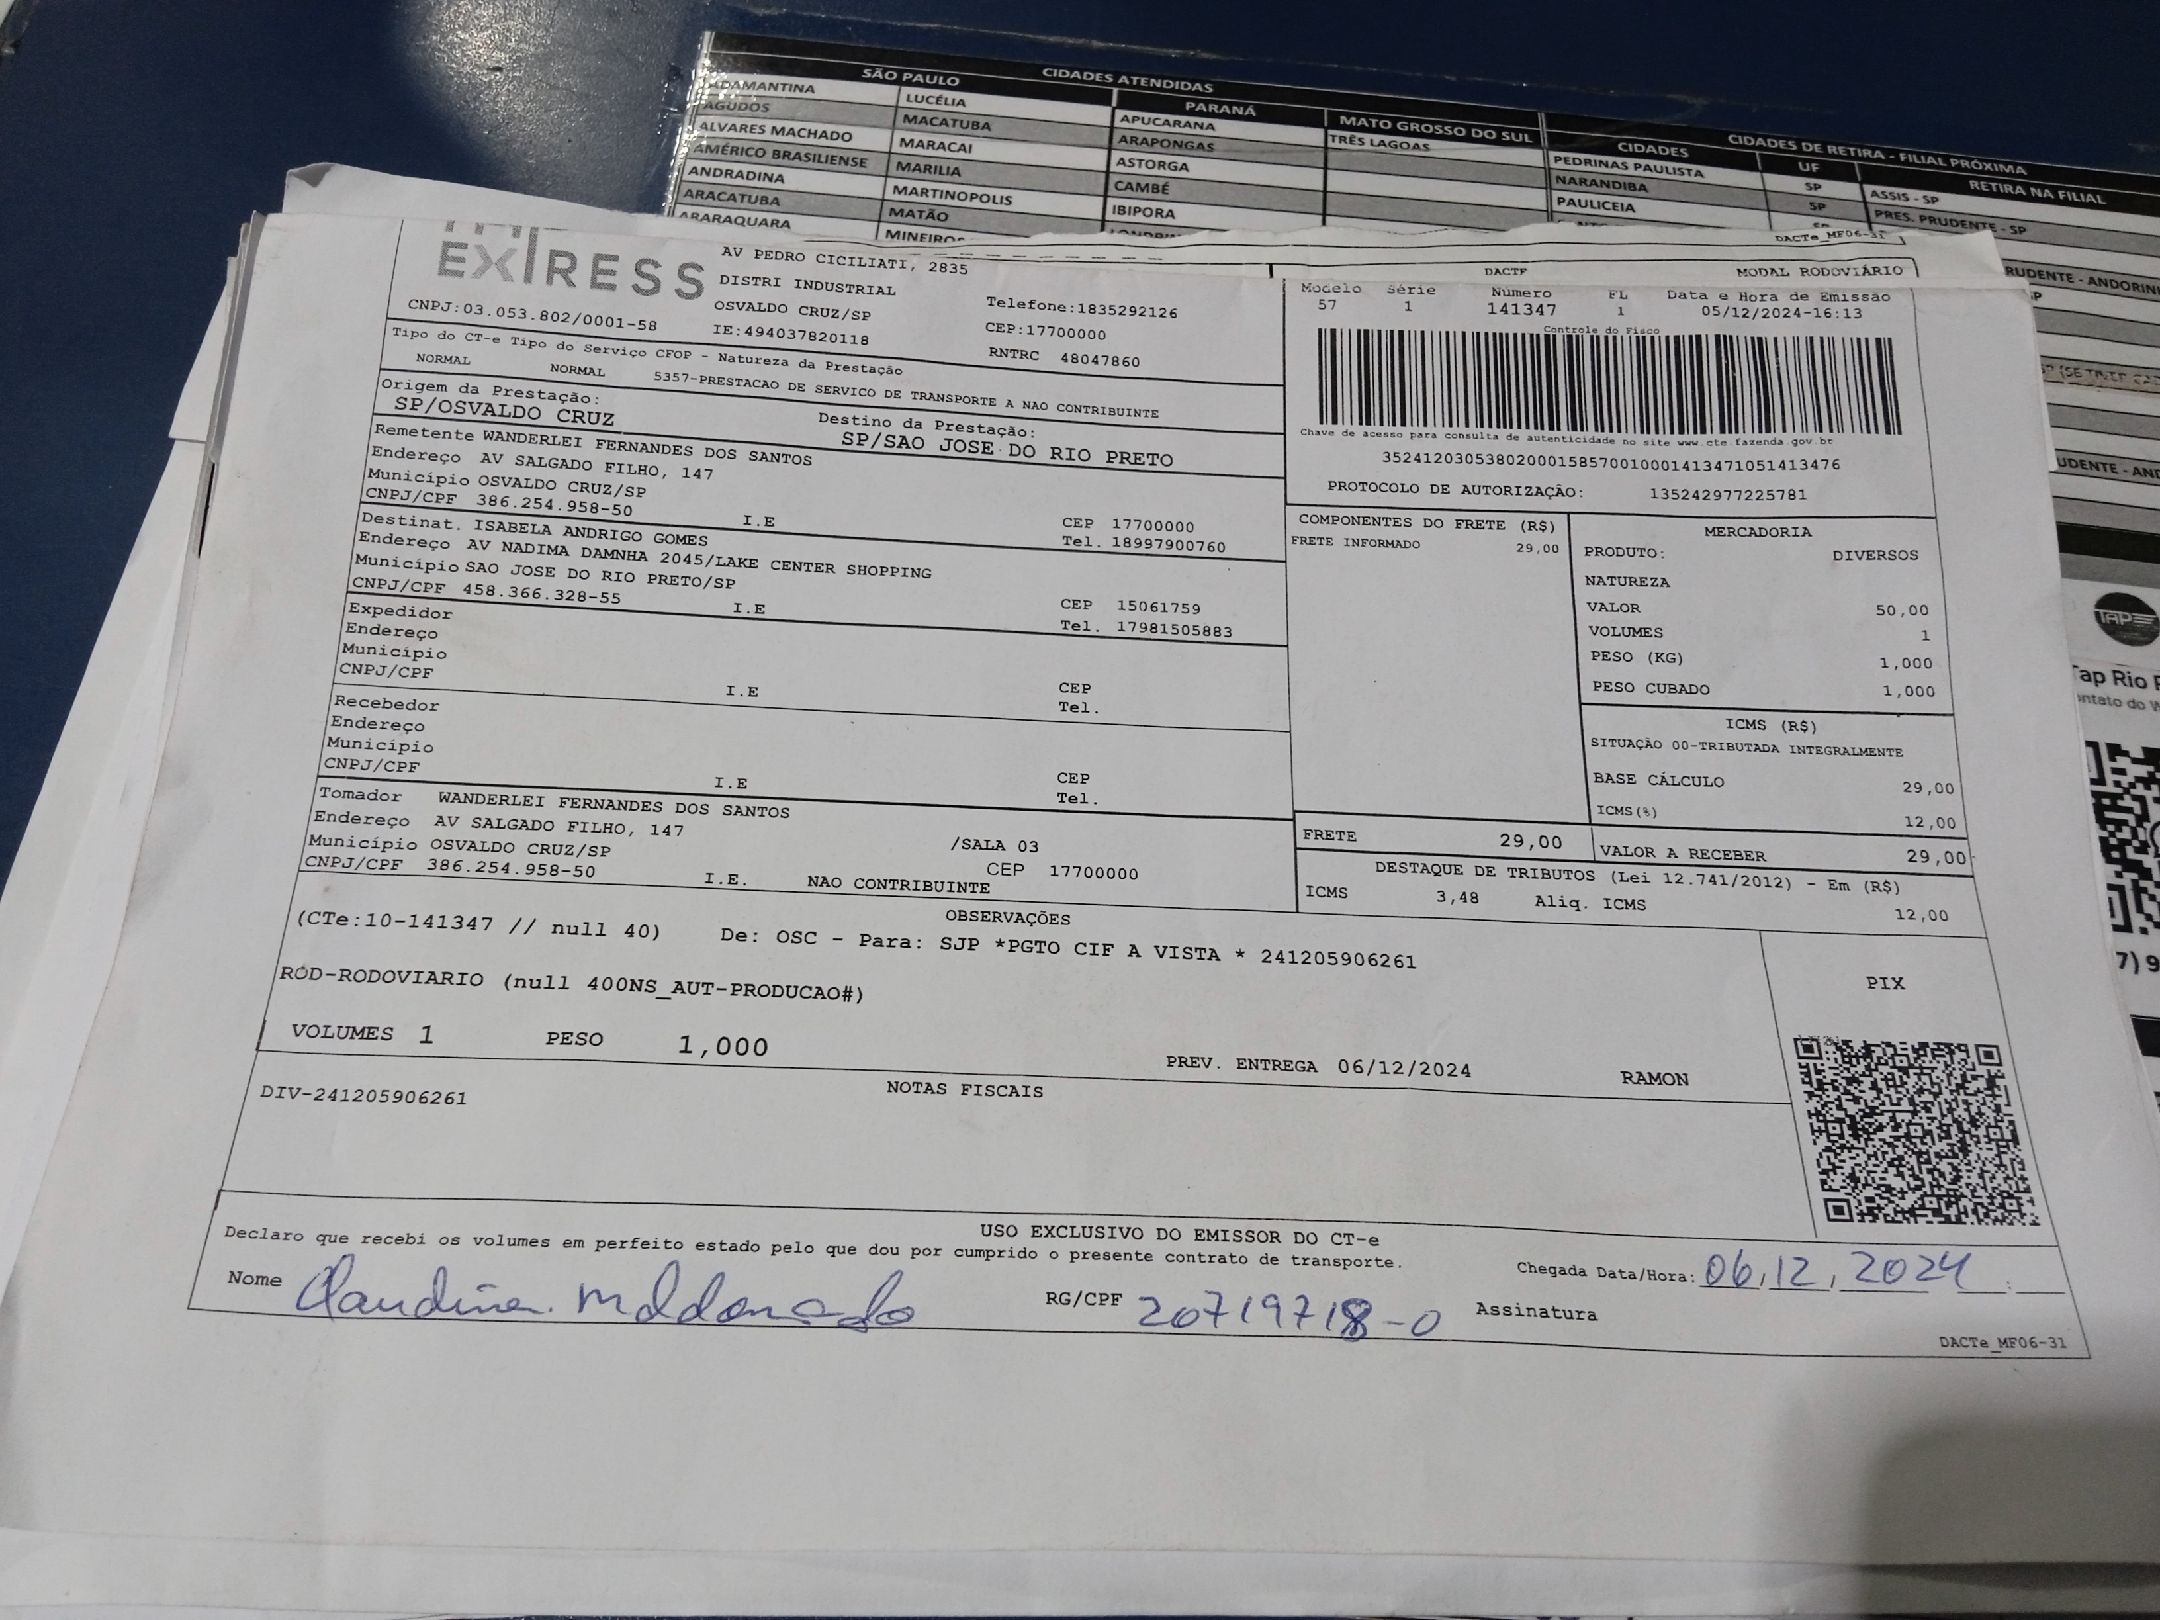 SÃO PAULO
CIDADES ATENDIDAS
PARANÁ
MATO GROSSO DO SUL
ADAMANTINA LUCÉLIA APUCARANA TRÊS LAGOAS
AGUDOS MACATUBA ARAPONGAS
ALVARES MACHADO MARACAI ASTORGA
AMÉRICO BRASILIENSE MARILIA CAMBÉ
ANDRADINA MARTINOPOLIS IBIPORA
ARACATUBA MATÃO
ARARAQUARA
CIDADES DE RETIRA - FILIAL PRÓXIMA
CIDADES UF RETIRA NA FILIAL
PEDRINAS PAULISTA SP ASSIS - SP
NARANDIBA SP PRES. PRUDENTE - SP
PAULICEIA
RUDENTE - ANDORIN
UDENTE - AND
TAP
Tap Rio
7) 9
EXPRESS
CNPJ:03.053.802/0001-58
AV PEDRO CICILIATI, 2835
DISTRI INDUSTRIAL
OSVALDO CRUZ/SP Telefone:1835292126
IE:494037820118 CEP:17700000
RNTRC 48047860
DACTe_MF06-31
DACTE MODAL RODOVIÁRIO
Modelo Série Número FL Data e Hora de Emissão
57 1 141347 1 05/12/2024-16:13
Controle do Fisco
Chave de acesso para consulta de autenticidade no site www.cte.fazenda.gov.br
35241203053802000158570010001413471051413476
PROTOCOLO DE AUTORIZAÇÃO: 135242977225781
Tipo do CT-e Tipo do Serviço CFOP - Natureza da Prestação
NORMAL NORMAL 5357-PRESTACAO DE SERVICO DE TRANSPORTE A NAO CONTRIBUINTE
Origem da Prestação: Destino da Prestação:
SP/OSVALDO CRUZ SP/SAO JOSE DO RIO PRETO
Remetente WANDERLEI FERNANDES DOS SANTOS
Endereço AV SALGADO FILHO, 147
Município OSVALDO CRUZ/SP CEP 17700000
CNPJ/CPF 386.254.958-50 I.E Tel. 18997900760
Destinat. ISABELA ANDRIGO GOMES
Endereço AV NADIMA DAMNHA 2045/LAKE CENTER SHOPPING
Município SAO JOSE DO RIO PRETO/SP CEP 15061759
CNPJ/CPF 458.366.328-55 I.E Tel. 17981505883
Expedidor
Endereço
Município CEP
CNPJ/CPF I.E Tel.
Recebedor
Endereço
Município CEP
CNPJ/CPF I.E Tel.
Tomador WANDERLEI FERNANDES DOS SANTOS
Endereço AV SALGADO FILHO, 147 /SALA 03
Município OSVALDO CRUZ/SP CEP 17700000
CNPJ/CPF 386.254.958-50 I.E. NAO CONTRIBUINTE
COMPONENTES DO FRETE (R$)
FRETE INFORMADO 29,00
MERCADORIA
PRODUTO: DIVERSOS
NATUREZA
VALOR 50,00
VOLUMES 1
PESO (KG) 1,000
PESO CUBADO 1,000
ICMS (R$)
SITUAÇÃO 00-TRIBUTADA INTEGRALMENTE
BASE CÁLCULO 29,00
ICMS(%) 12,00
FRETE 29,00 VALOR A RECEBER 29,00
DESTAQUE DE TRIBUTOS (Lei 12.741/2012) - Em (R$)
ICMS 3,48 Aliq. ICMS 12,00
OBSERVAÇÕES
(CTe:10-141347 // null 40) De: OSC - Para: SJP *PGTO CIF A VISTA * 241205906261
ROD-RODOVIARIO (null 400NS_AUT-PRODUCAO#)
PIX
VOLUMES 1 PESO 1,000 PREV. ENTREGA 06/12/2024 RAMON
NOTAS FISCAIS
DIV-241205906261
USO EXCLUSIVO DO EMISSOR DO CT-e
Declaro que recebi os volumes em perfeito estado pelo que dou por cumprido o presente contrato de transporte.
Chegada Data/Hora: 06,12,2024 :
Nome Claudinei Maldonado RG/CPF 20719718-0 Assinatura
DACTe_MF06-31